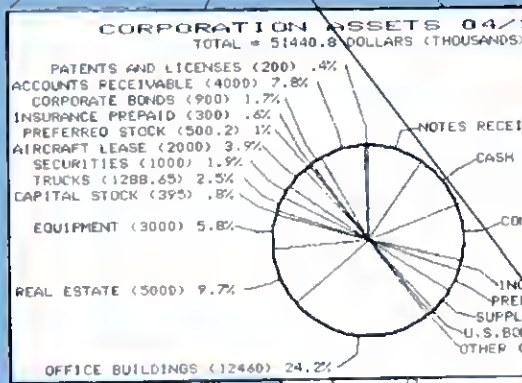 CORPORATION ASSETS 04/
TOTAL = 51440.8 DOLLARS (THOUSANDS)
PATENTS AND LICENSES (200) .4%
ACCOUNTS RECEIVABLE (4000) 7.8%
CORPORATE BONDS (900) 1.7%
INSURANCE PREPAID (300) .6%
PREFERRED STOCK (500.2) 1%
AIRCRAFT LEASE (2000) 3.9%
SECURITIES (1000) 1.9%
TRUCKS (1288.65) 2.5%
CAPITAL STOCK (395) .8%
EQUIPMENT (3000) 5.8%
REAL ESTATE (5000) 9.7%
OFFICE BUILDINGS (12460) 24.2%
NOTES RECEI
CASH
CO
INC
PRE
SUPPL
U.S.BO
OTHER